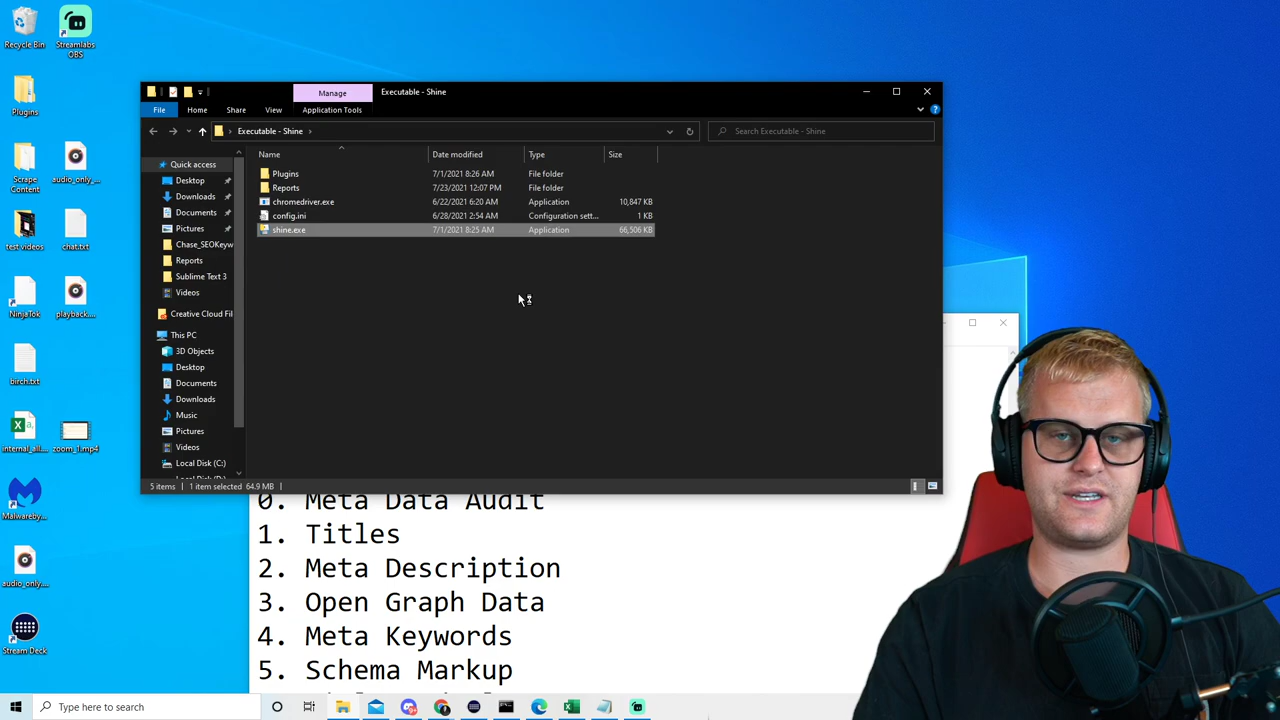 Recycle Bin
Streamlabs
OBS
Plugins
Scrape
Content
audio_only_...
test videos
chat.txt
NinjaTok
playback....
birch.txt
internal_all...
zoom_1.mp4
Malwareby...
audio_only....
Stream Deck
Manage
Executable - Shine
File
Home
Share
View
Application Tools
Executable - Shine
Search Executable - Shine
Name
Date modified
Type
Size
Quick access
Desktop
Downloads
Documents
Pictures
Chase_SEOKeyw
Reports
Sublime Text 3
Videos
Creative Cloud Fil
This PC
3D Objects
Desktop
Documents
Downloads
Music
Pictures
Videos
Local Disk (C:)
Plugins 7/1/2021 8:26 AM File folder
Reports 7/23/2021 12:07 PM File folder
chromedriver.exe 6/22/2021 6:20 AM Application 10,847 KB
config.ini 6/28/2021 2:54 AM Configuration sett... 1 KB
shine.exe 7/1/2021 8:25 AM Application 66,506 KB
5 items 1 item selected 64.9 MB
0. Meta Data Audit
1. Titles
2. Meta Description
3. Open Graph Data
4. Meta Keywords
5. Schema Markup
Type here to search